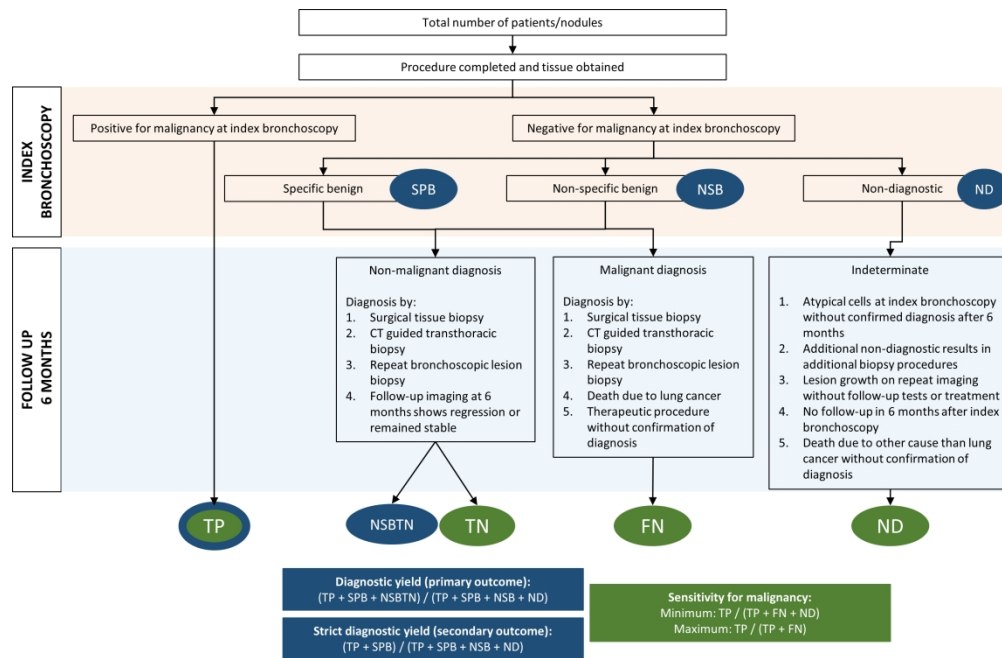 Total number of patients/nodules
Procedure completed and tissue obtained
INDEX
BRONCHOSCOPY
Positive for malignancy at index bronchoscopy
Negative for malignancy at index bronchoscopy
Specific benign
SPB
Non-specific benign
NSB
Non-diagnostic
ND
FOLLOW UP
6 MONTHS
Non-malignant diagnosis
Diagnosis by:
1. Surgical tissue biopsy
2. CT guided transthoracic
biopsy
3. Repeat bronchoscopic lesion
biopsy
4. Follow-up imaging at 6
months shows regression or
remained stable
Malignant diagnosis
Diagnosis by:
1. Surgical tissue biopsy
2. CT guided transthoracic
biopsy
3. Repeat bronchoscopic lesion
biopsy
4. Death due to lung cancer
5. Therapeutic procedure
without confirmation of
diagnosis
Indeterminate
1. Atypical cells at index bronchoscopy
without confirmed diagnosis after 6
months
2. Additional non-diagnostic results in
additional biopsy procedures
3. Lesion growth on repeat imaging
without follow-up tests or treatment
4. No follow-up in 6 months after index
bronchoscopy
5. Death due to other cause than lung
cancer without confirmation of
diagnosis
TP
NSBTN
TN
FN
ND
Diagnostic yield (primary outcome):
(TP + SPB + NSBTN) / (TP + SPB + NSB + ND)
Strict diagnostic yield (secondary outcome):
(TP + SPB) / (TP + SPB + NSB + ND)
Sensitivity for malignancy:
Minimum: TP / (TP + FN + ND)
Maximum: TP / (TP + FN)